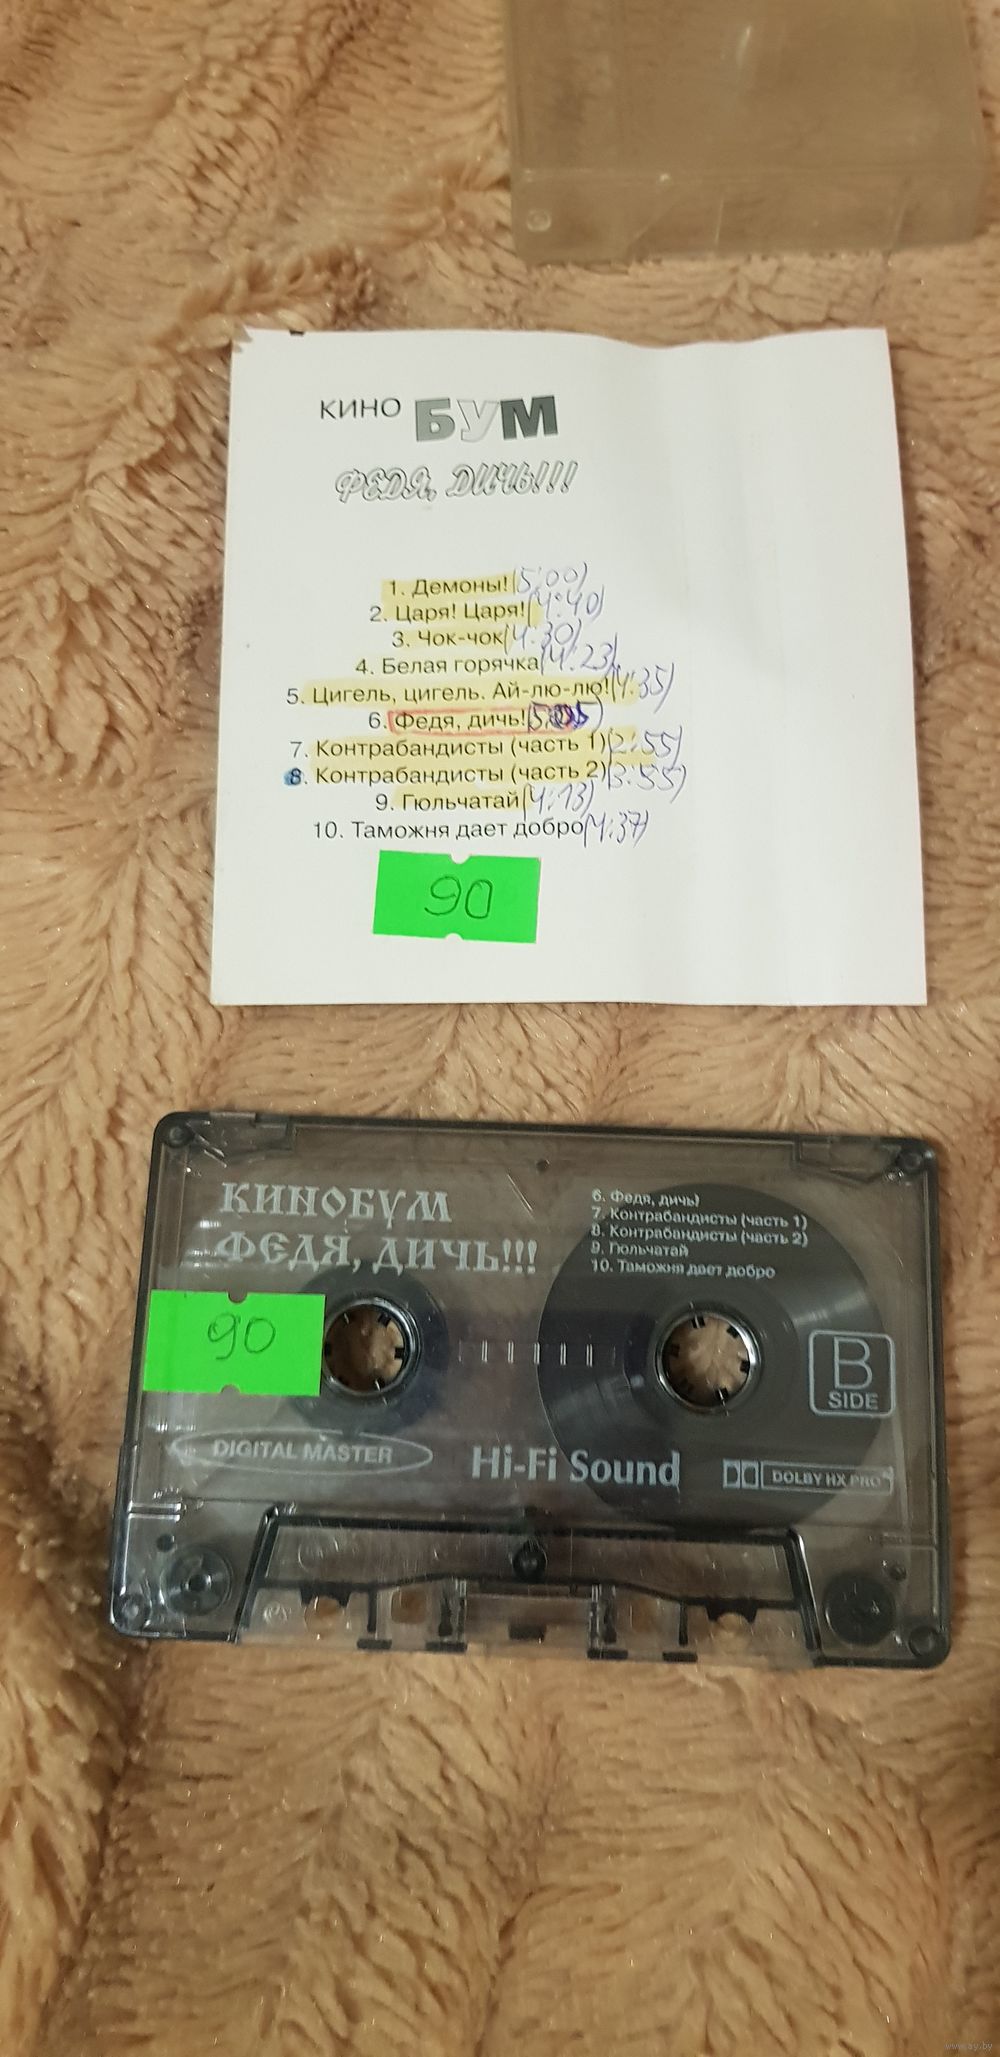 КИНО БУМ
ФЕДЯ, ДИЧЬ!!!
1. Демоны! (5:00)
2. Царя! Царя! (4:40)
3. Чок-чок (4:30)
4. Белая горячка (4:23)
5. Цигель, цигель. Ай-лю-лю! (4:35)
6. Федя, дичь!
7. Контрабандисты (часть 1) (2:55)
8. Контрабандисты (часть 2) (3:55)
9. Гюльчатай (4:13)
10. Таможня дает добро (4:37)
90
КИНОБУМ
ФЕДЯ, ДИЧЬ!!!
6. Федя, дичь!
7. Контрабандисты (часть 1)
8. Контрабандисты (часть 2)
9. Гюльчатай
10. Таможня дает добро
90
B
SIDE
DIGITAL MASTER
Hi-Fi Sound
DOLBY HX PRO
www.ay.by